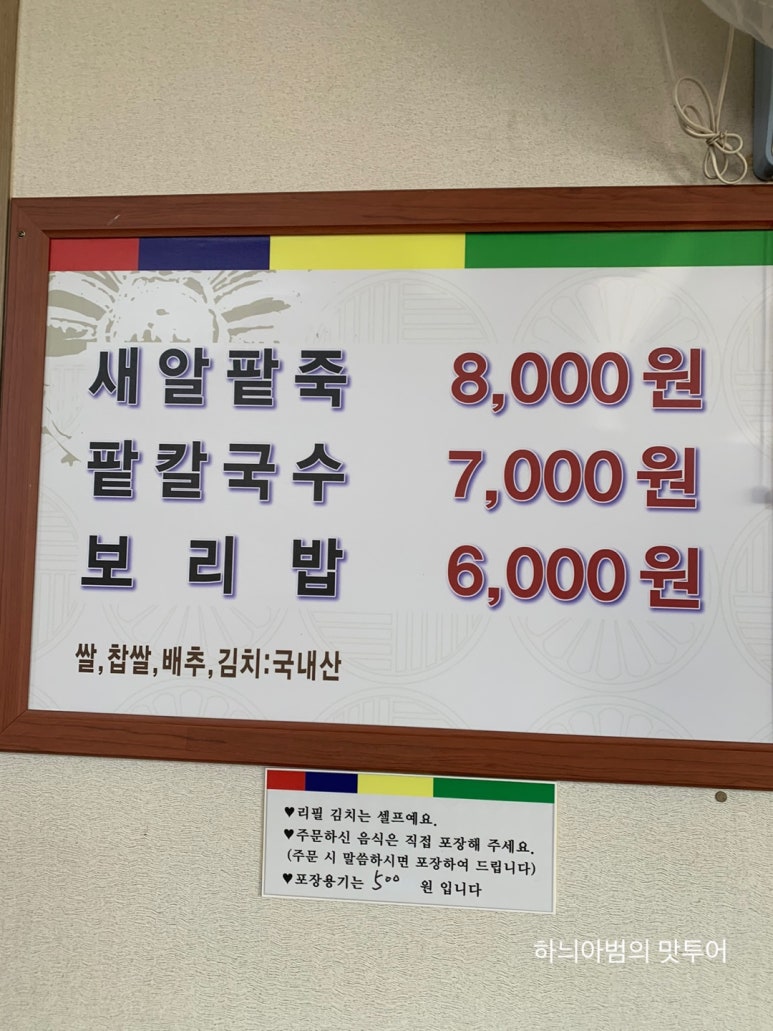 새알팥죽 8,000원
팥칼국수 7,000원
보리밥 6,000원
쌀,찹쌀,배추,김치:국내산
♥리필 김치는 셀프예요.
♥주문하신 음식은 직접 포장해 주세요.
(주문 시 말씀하시면 포장하여 드립니다)
♥포장용기는 500 원 입니다
하늬아범의 맛투어